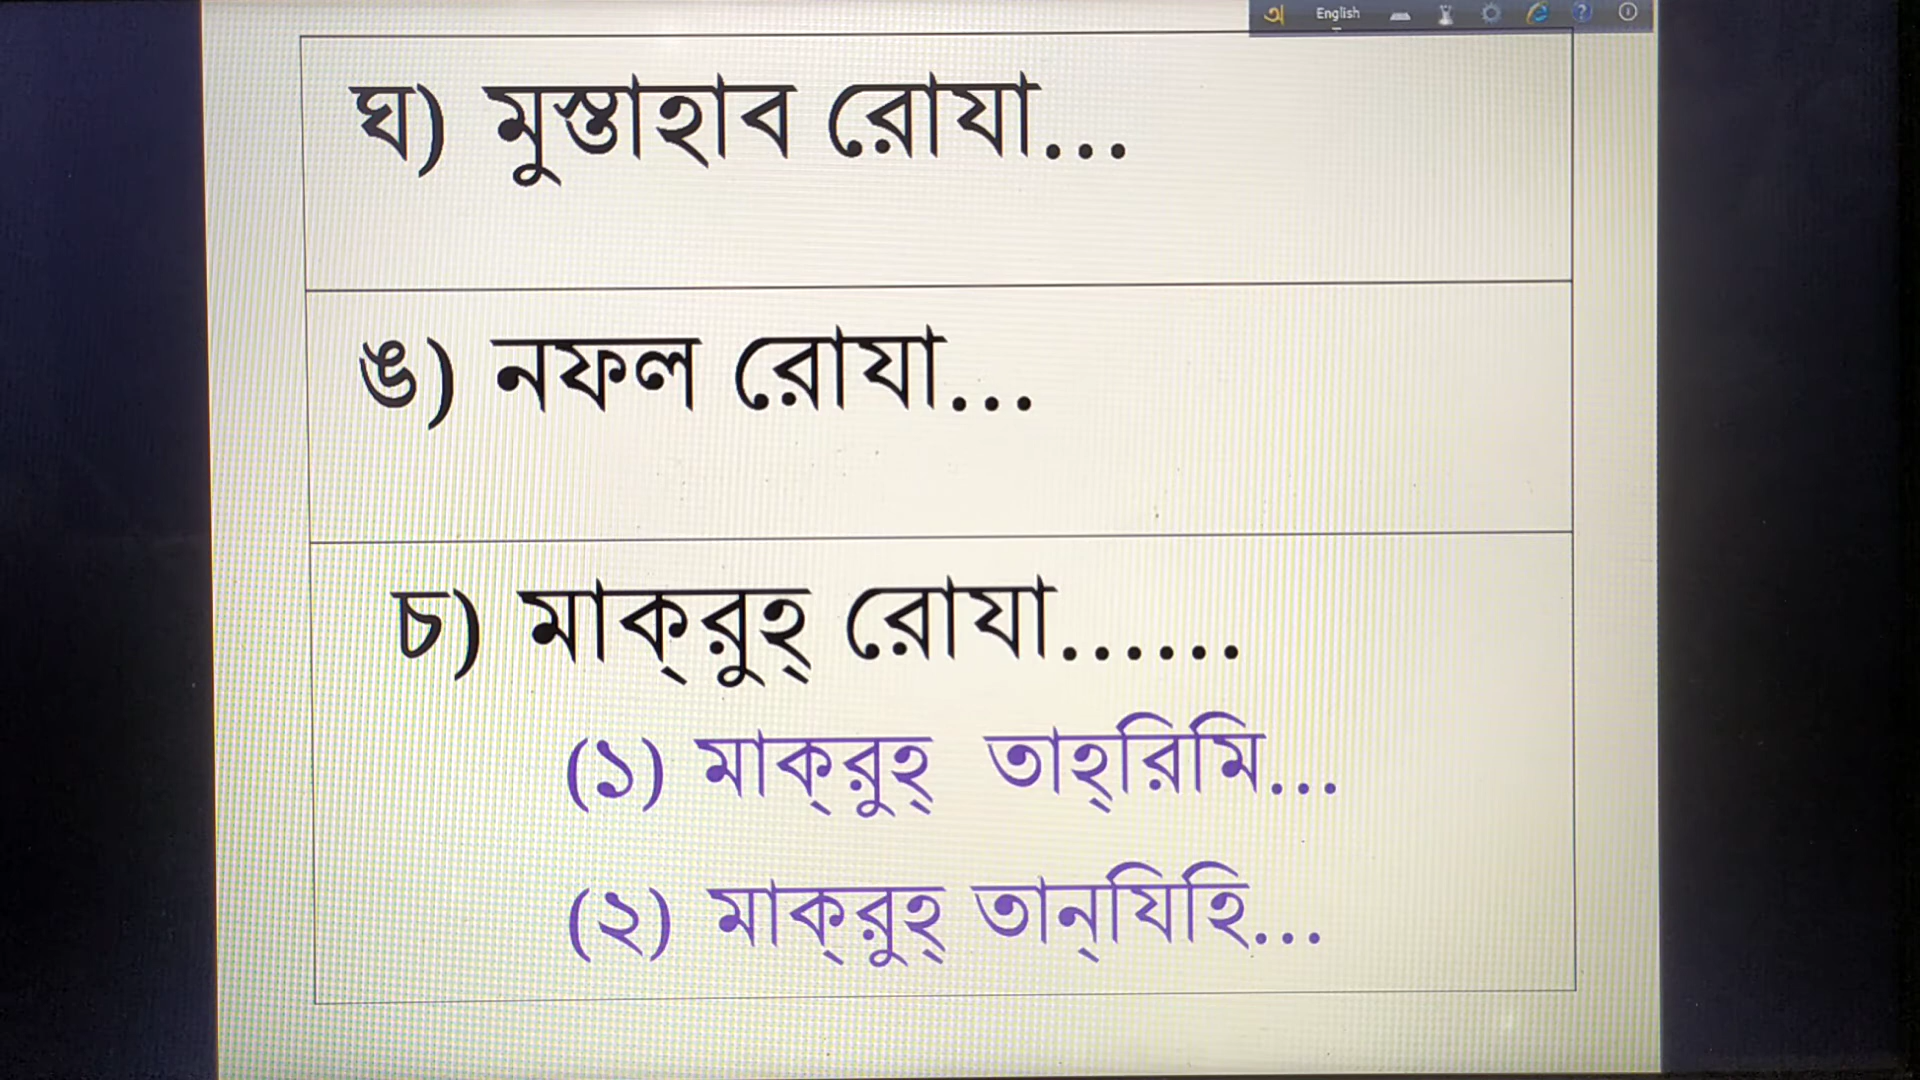 অ English
ঘ) মুস্তাহাব রোযা...
ঙ) নফল রোযা...
চ) মাক্‌রুহ্‌ রোযা......
(১) মাক্‌রুহ্‌ তাহ্‌রিমি...
(২) মাক্‌রুহ্‌ তান্‌যিহি...